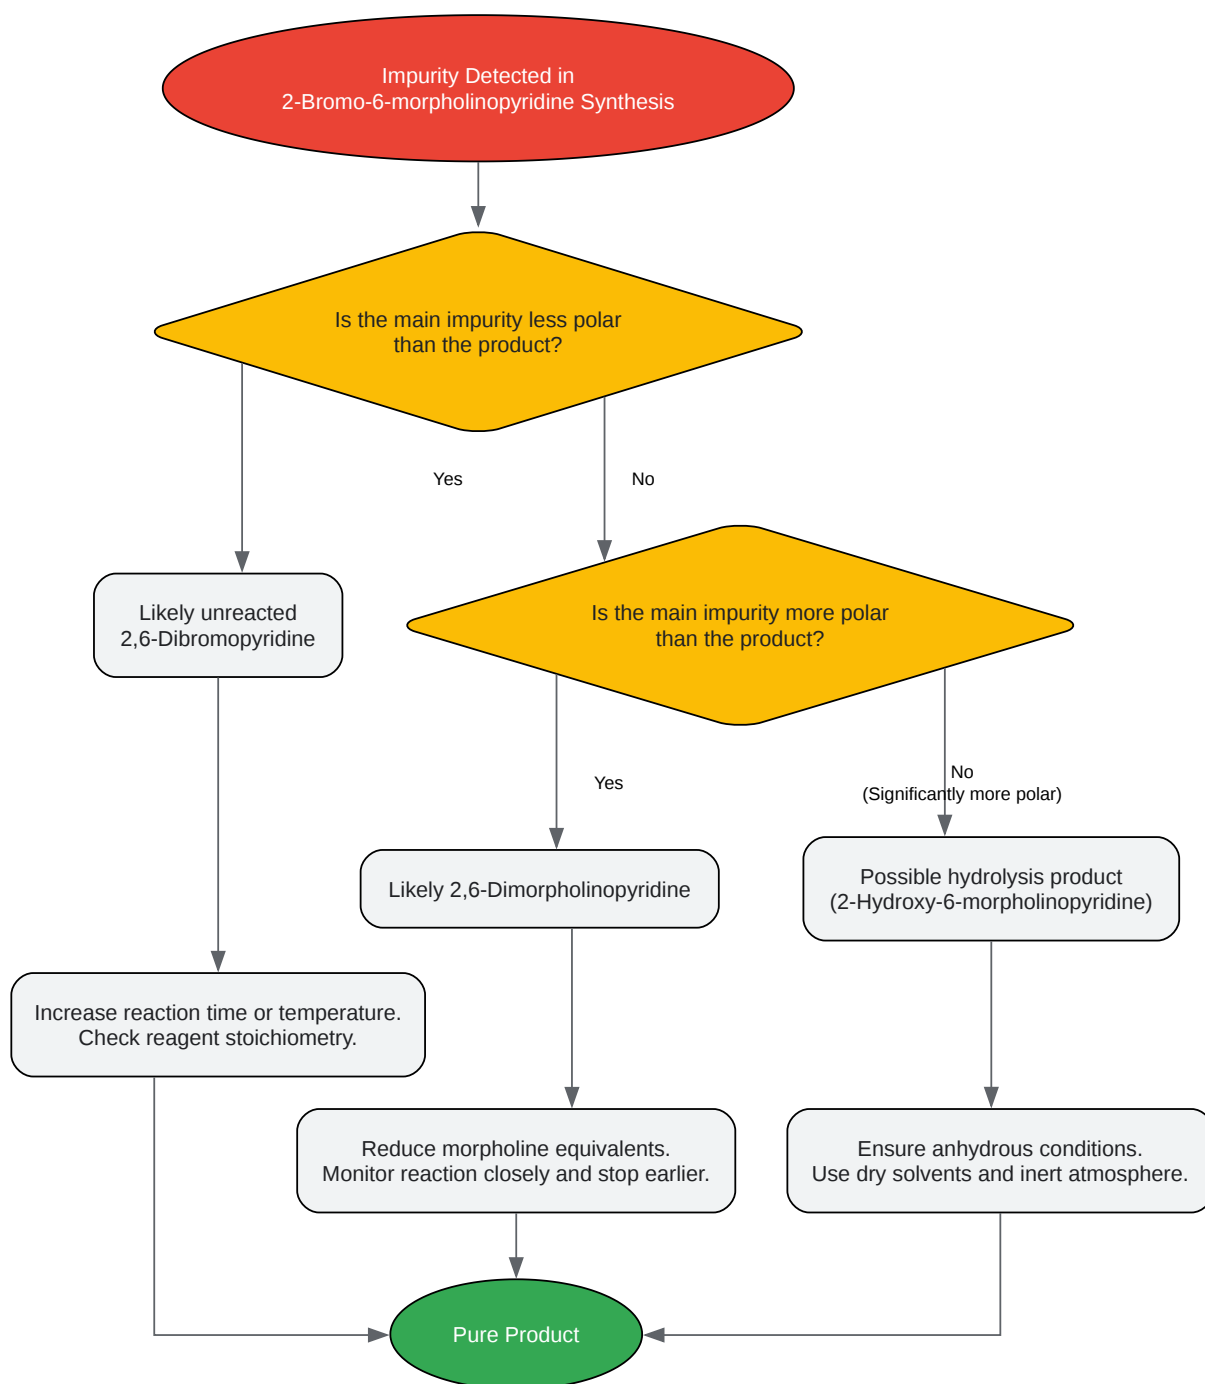 Impurity Detected in
2-Bromo-6-morpholinopyridine Synthesis
Is the main impurity less polar
than the product?
Yes
No
Likely unreacted
2,6-Dibromopyridine
Is the main impurity more polar
than the product?
Yes
No
(Significantly more polar)
Likely 2,6-Dimorpholinopyridine
Possible hydrolysis product
(2-Hydroxy-6-morpholinopyridine)
Increase reaction time or temperature.
Check reagent stoichiometry.
Reduce morpholine equivalents.
Monitor reaction closely and stop earlier.
Ensure anhydrous conditions.
Use dry solvents and inert atmosphere.
Pure Product